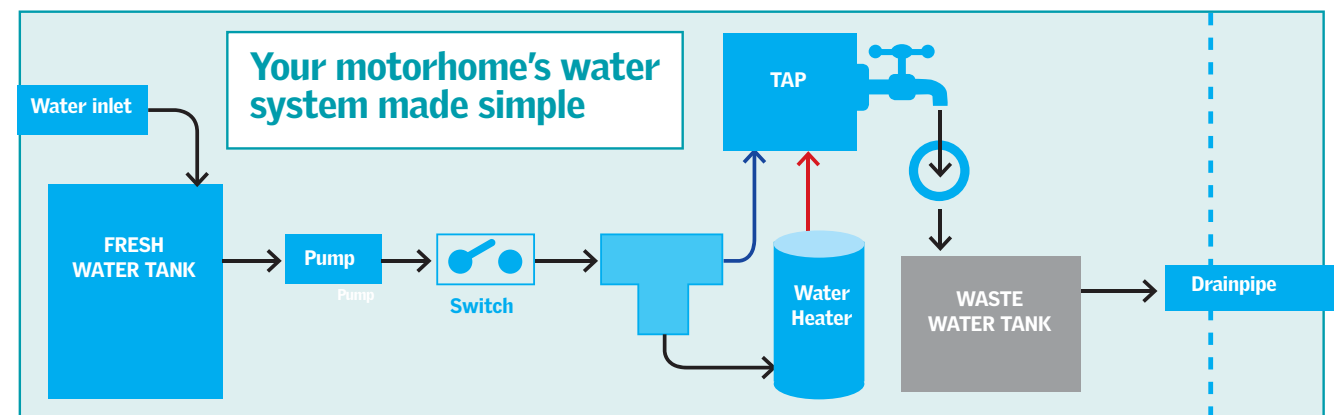 Your motorhome's water
system made simple
Water inlet
FRESH
WATER TANK
Pump
Pump
Switch
TAP
Water
Heater
WASTE
WATER TANK
Drainpipe